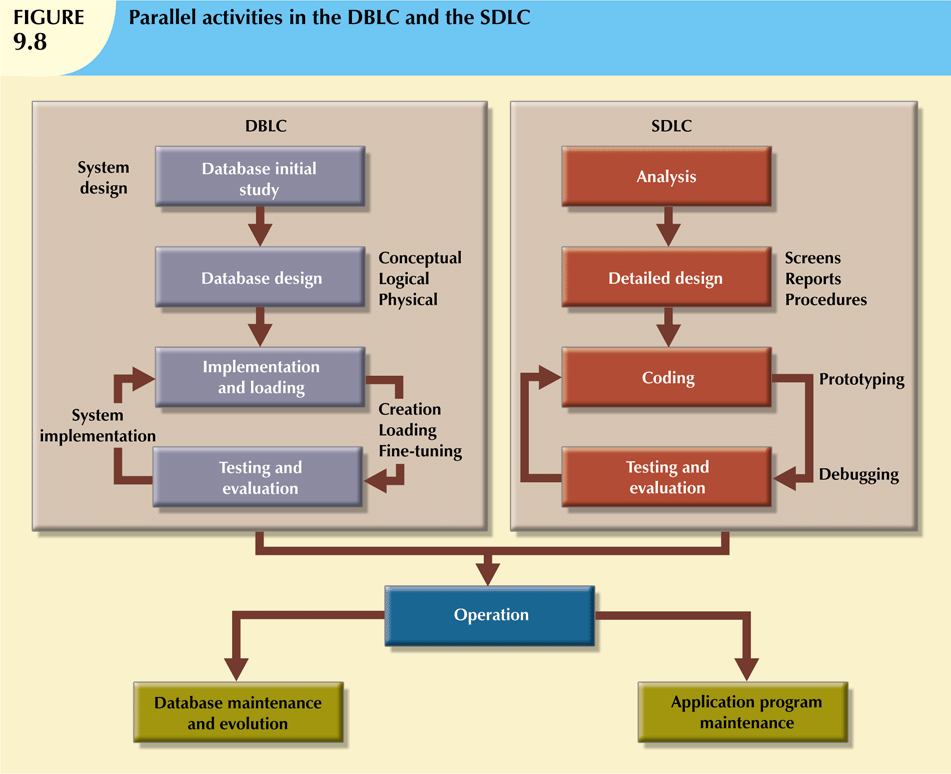 FIGURE
9.8
Parallel activities in the DBLC and the SDLC
DBLC
System
design
Database initial
study
Database design
Conceptual
Logical
Physical
Implementation
and loading
System
implementation
Creation
Loading
Fine-tuning
Testing and
evaluation
SDLC
Analysis
Detailed design
Screens
Reports
Procedures
Coding
Prototyping
Testing and
evaluation
Debugging
Operation
Database maintenance
and evolution
Application program
maintenance